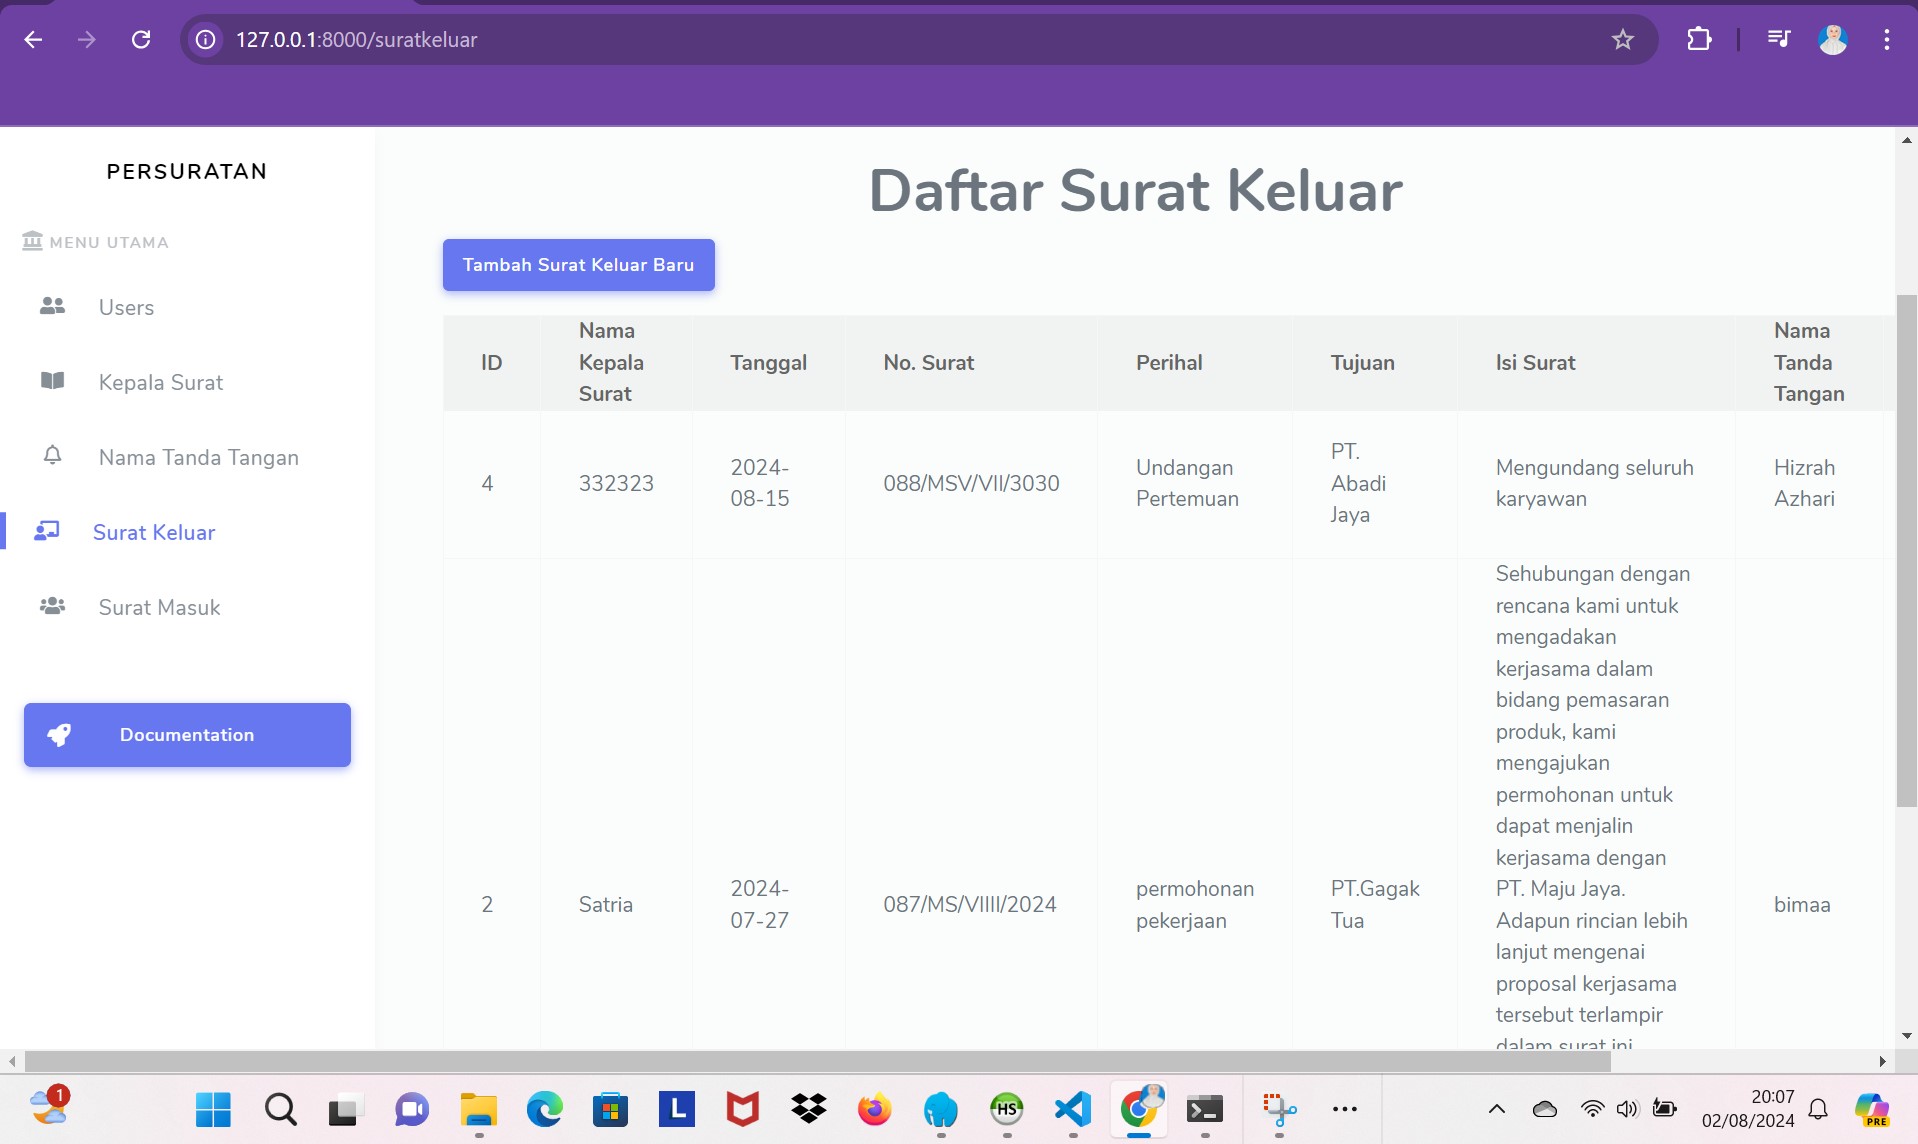 127.0.0.1:8000/suratkeluar
PERSURATAN
MENU UTAMA
Users
Kepala Surat
Nama Tanda Tangan
Surat Keluar
Surat Masuk
Documentation
Daftar Surat Keluar
Tambah Surat Keluar Baru
ID
Nama
Kepala
Surat
Tanggal
No. Surat
Perihal
Tujuan
Isi Surat
Nama
Tanda
Tangan
4
332323
2024-
08-15
088/MSV/VII/3030
Undangan
Pertemuan
PT.
Abadi
Jaya
Mengundang seluruh
karyawan
Hizrah
Azhari
2
Satria
2024-
07-27
087/MS/VIIII/2024
permohonan
pekerjaan
PT.Gagak
Tua
Sehubungan dengan
rencana kami untuk
mengadakan
kerjasama dalam
bidang pemasaran
produk, kami
mengajukan
permohonan untuk
dapat menjalin
kerjasama dengan
PT. Maju Jaya.
Adapun rincian lebih
lanjut mengenai
proposal kerjasama
tersebut terlampir
dalam surat ini
bimaa
1
L
HS
20:07
02/08/2024
PRE